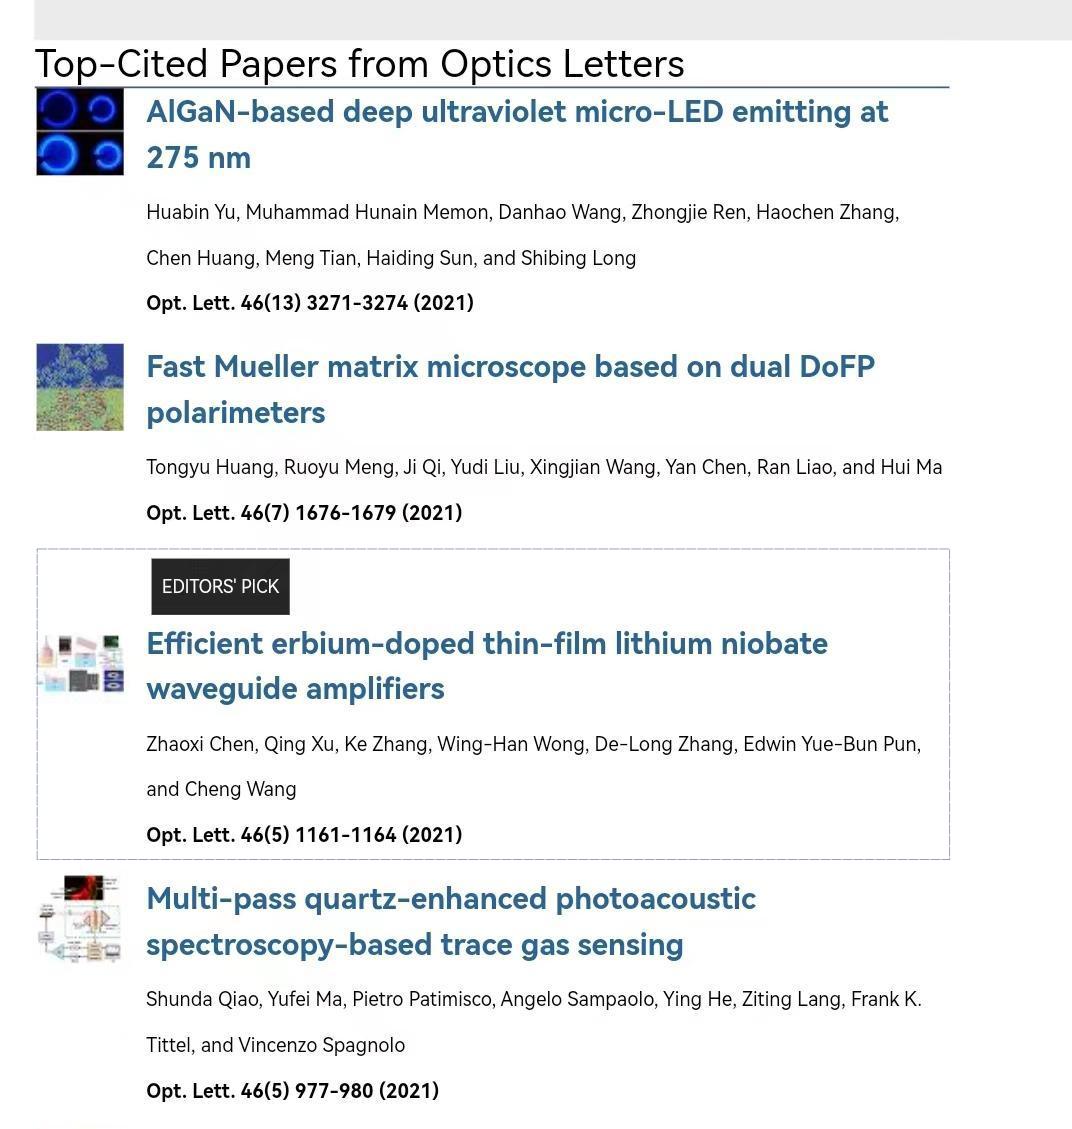 Top-Cited Papers from Optics Letters
AlGaN-based deep ultraviolet micro-LED emitting at
275 nm
Huabin Yu, Muhammad Hunain Memon, Danhao Wang, Zhongjie Ren, Haochen Zhang,
Chen Huang, Meng Tian, Haiding Sun, and Shibing Long
Opt. Lett. 46(13) 3271-3274 (2021)
Fast Mueller matrix microscope based on dual DoFP
polarimeters
Tongyu Huang, Ruoyu Meng, Ji Qi, Yudi Liu, Xingjian Wang, Yan Chen, Ran Liao, and Hui Ma
Opt. Lett. 46(7) 1676-1679 (2021)
EDITORS' PICK
Efficient erbium-doped thin-film lithium niobate
waveguide amplifiers
Zhaoxi Chen, Qing Xu, Ke Zhang, Wing-Han Wong, De-Long Zhang, Edwin Yue-Bun Pun,
and Cheng Wang
Opt. Lett. 46(5) 1161-1164 (2021)
Multi-pass quartz-enhanced photoacoustic
spectroscopy-based trace gas sensing
Shunda Qiao, Yufei Ma, Pietro Patimisco, Angelo Sampaolo, Ying He, Ziting Lang, Frank K.
Tittel, and Vincenzo Spagnolo
Opt. Lett. 46(5) 977-980 (2021)